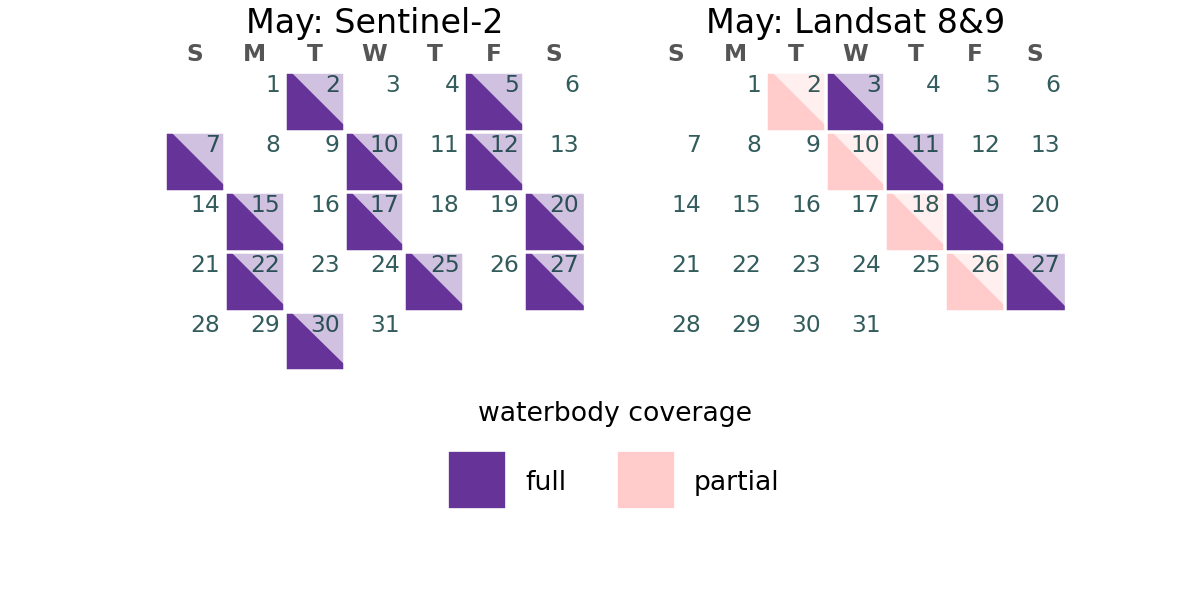 May: Sentinel-2
S M T W T F S
1 2 3 4 5 6
7 8 9 10 11 12 13
14 15 16 17 18 19 20
21 22 23 24 25 26 27
28 29 30 31
May: Landsat 8&9
S M T W T F S
1 2 3 4 5 6
7 8 9 10 11 12 13
14 15 16 17 18 19 20
21 22 23 24 25 26 27
28 29 30 31
waterbody coverage
full partial